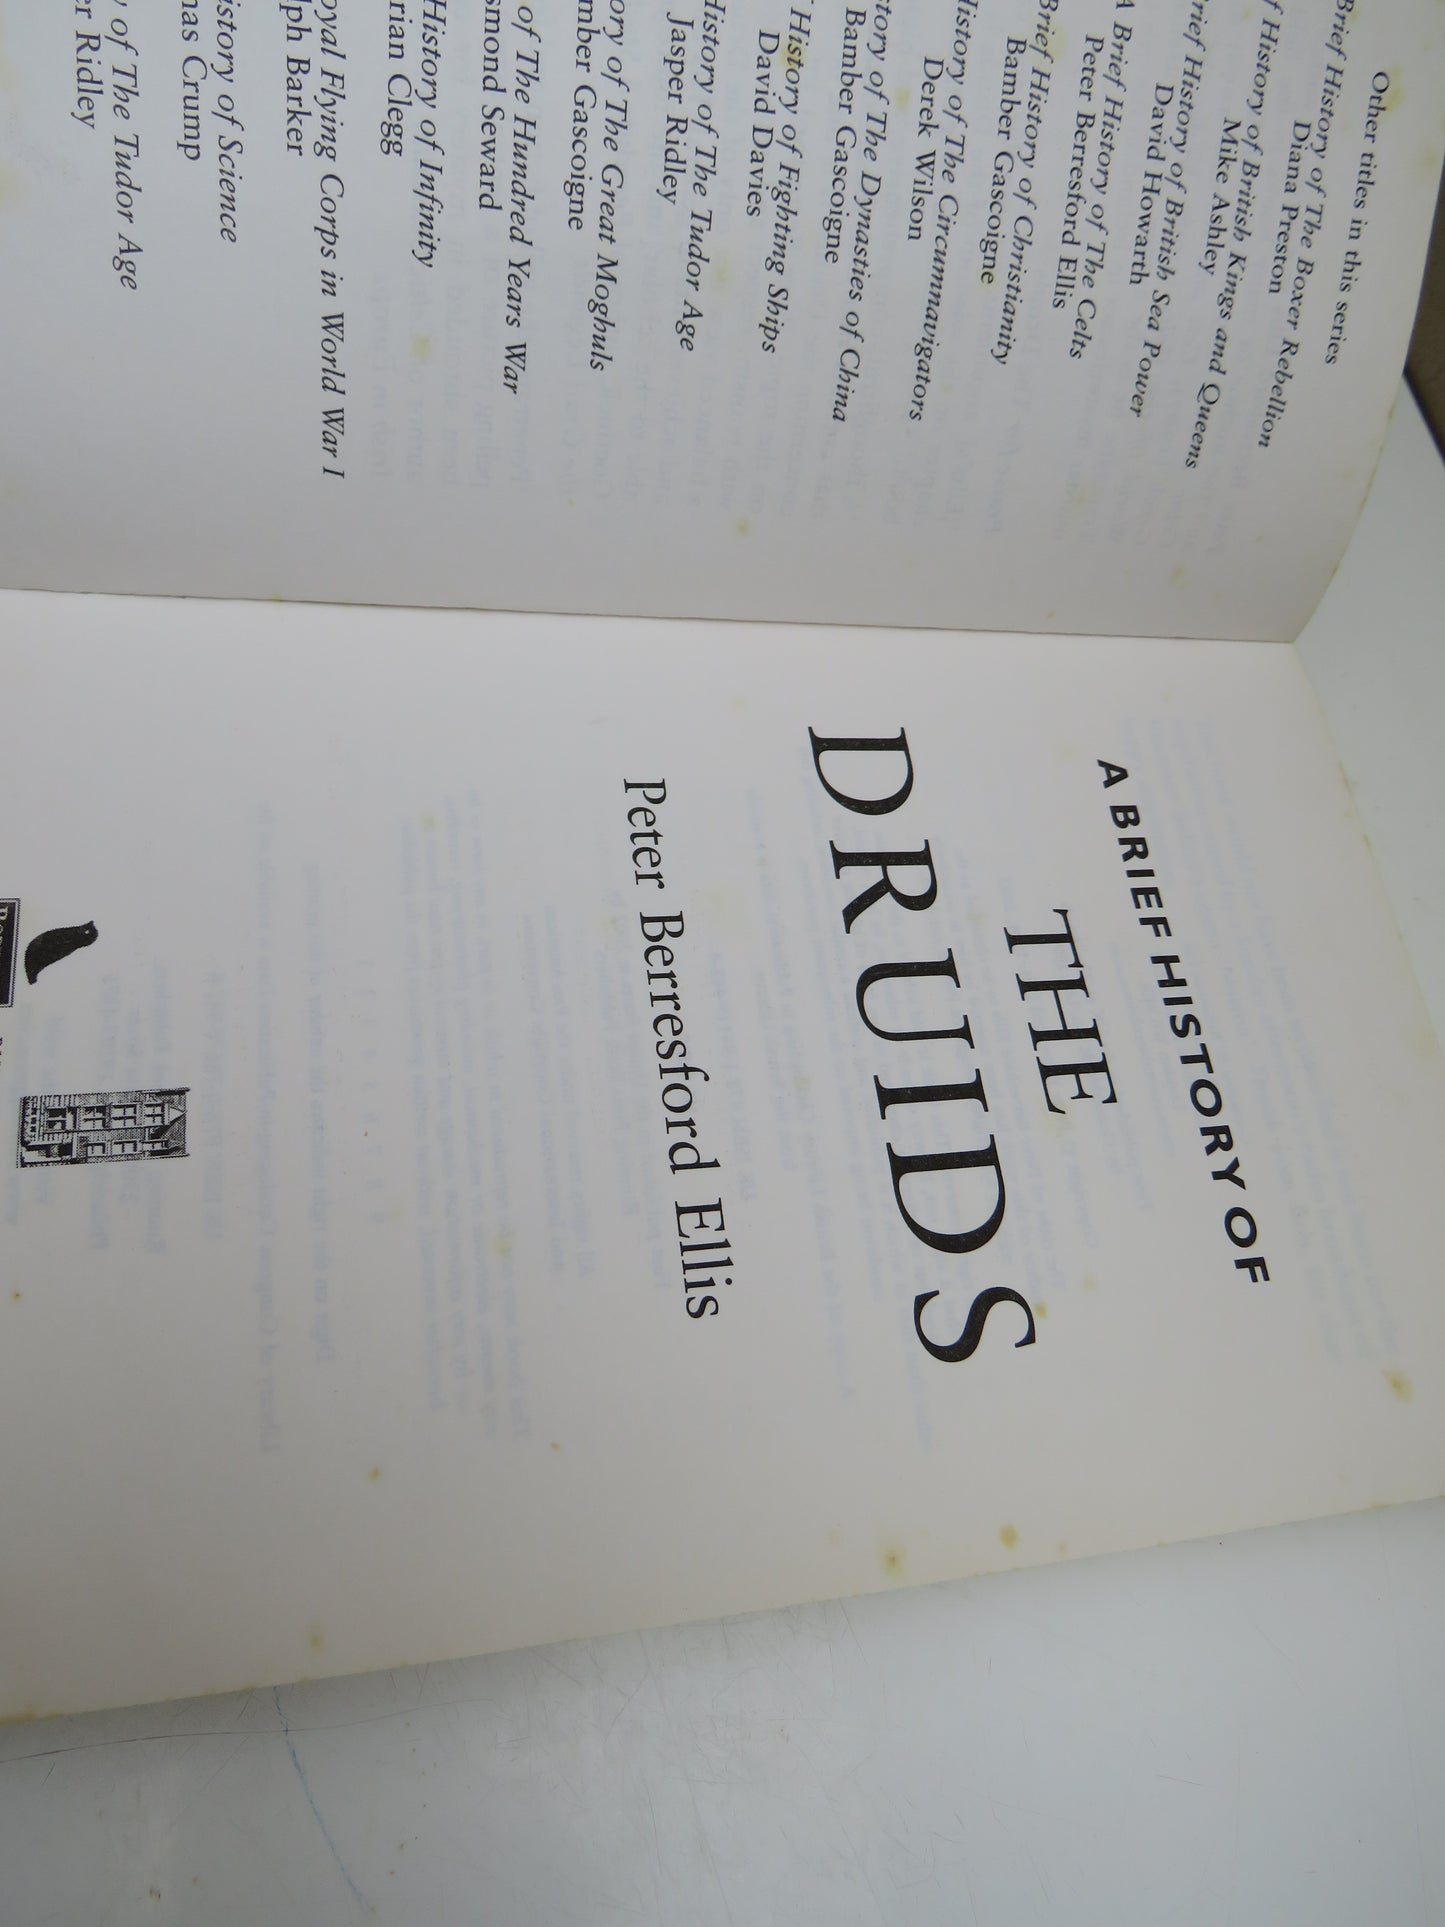 Other titles in this series
Brief History of The Boxer Rebellion
Diana Preston
f History of British Kings and Queens
Mike Ashley
rief History of British Sea Power
David Howarth
A Brief History of The Celts
Peter Berresford Ellis
Brief History of Christianity
Bamber Gascoigne
History of The Circumnavigators
Derek Wilson
story of The Dynasties of China
Bamber Gascoigne
History of Fighting Ships
David Davies
History of The Tudor Age
Jasper Ridley
ory of The Great Moghuls
mber Gascoigne
of The Hundred Years War
smond Seward
History of Infinity
rian Clegg
oyal Flying Corps in World War I
lph Barker
istory of Science
mas Crump
y of The Tudor Age
er Ridley
A BRIEF HISTORY OF
THE
DRUIDS
Peter Berresford Ellis